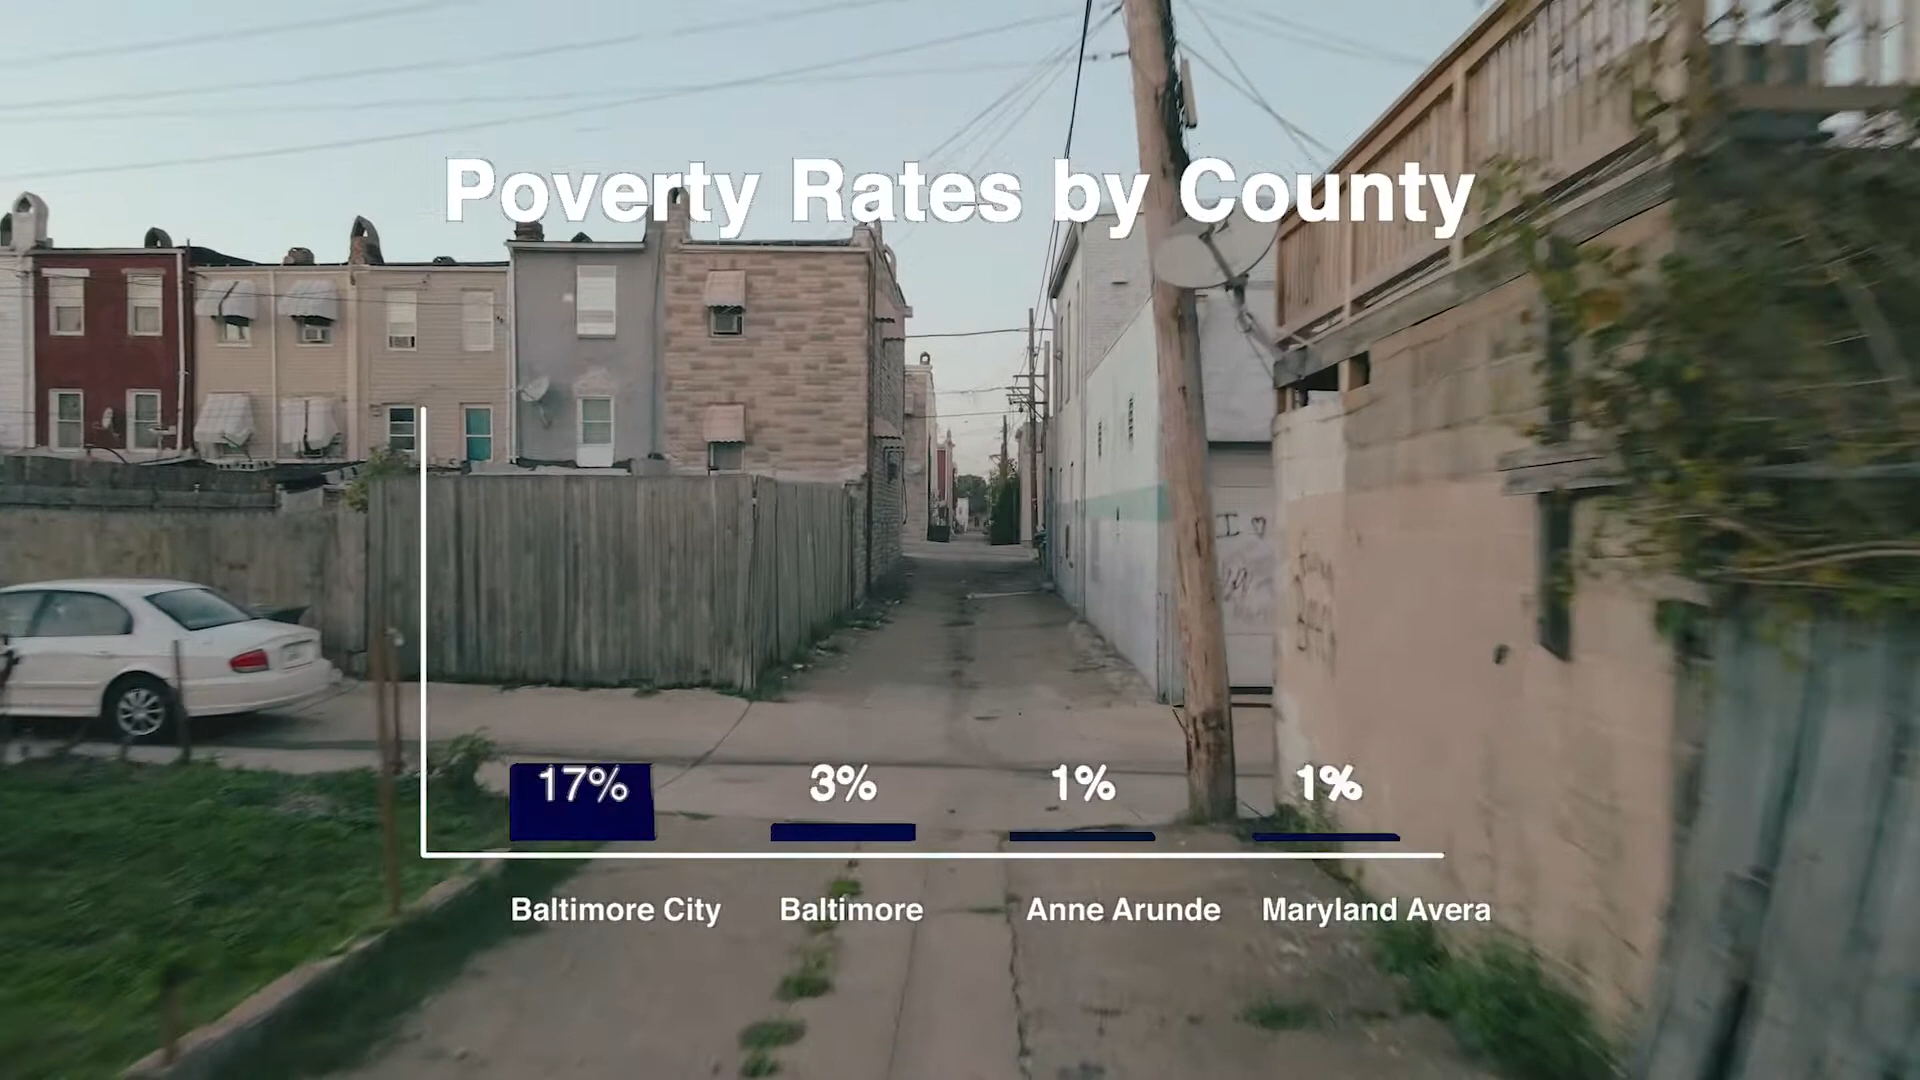 Poverty Rates by County
17% 3% 1% 1%
Baltimore City Baltimore Anne Arunde Maryland Avera
I ♡